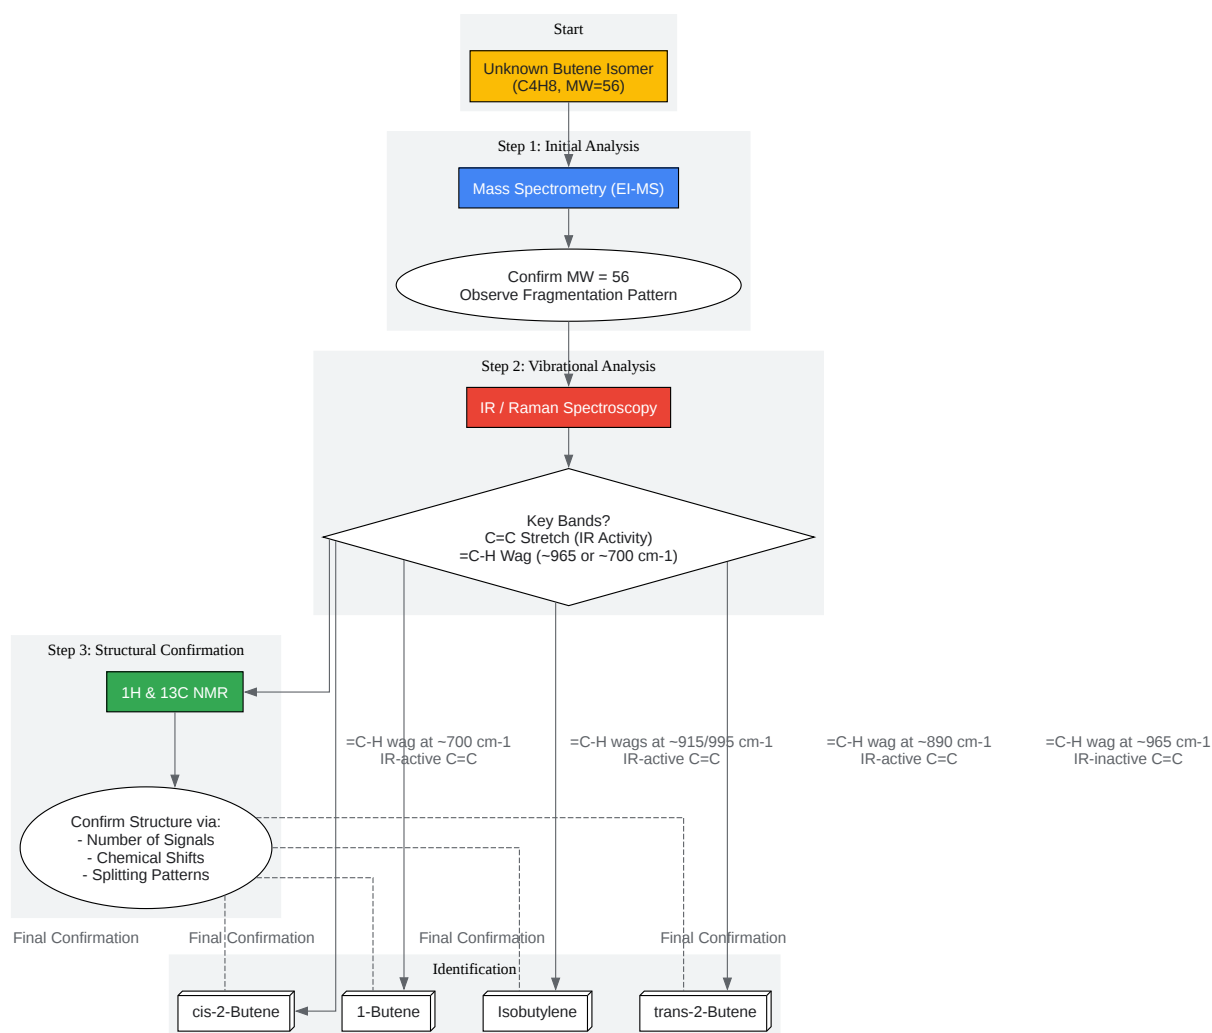 Start
Unknown Butene Isomer
(C4H8, MW=56)
Step 1: Initial Analysis
Mass Spectrometry (EI-MS)
Confirm MW = 56
Observe Fragmentation Pattern
Step 2: Vibrational Analysis
IR / Raman Spectroscopy
Key Bands?
C=C Stretch (IR Activity)
=C-H Wag (~965 or ~700 cm-1)
Step 3: Structural Confirmation
1H & 13C NMR
=C-H wag at ~700 cm-1
IR-active C=C
=C-H wags at ~915/995 cm-1
IR-active C=C
=C-H wag at ~890 cm-1
IR-active C=C
=C-H wag at ~965 cm-1
IR-inactive C=C
Confirm Structure via:
- Number of Signals
- Chemical Shifts
- Splitting Patterns
Final Confirmation
Final Confirmation
Final Confirmation
Final Confirmation
Identification
cis-2-Butene
1-Butene
Isobutylene
trans-2-Butene